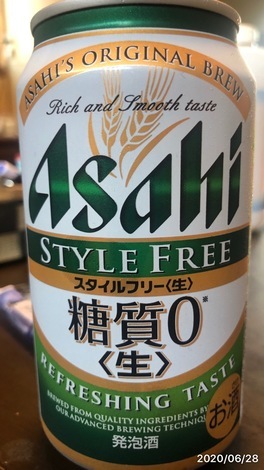 ASAHI'S ORIGINAL BREW
Rich and Smooth taste
Asahi
STYLE FREE
スタイルフリー〈生〉
糖質0※
〈生〉
REFRESHING TASTE
BREWED FROM QUALITY INGREDIENTS BY
OUR ADVANCED BREWING TECHNIQUE
お酒
発泡酒
2020/06/28